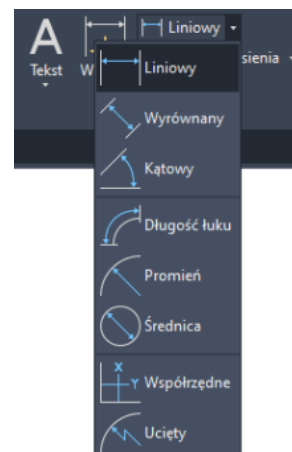 Liniowy
Tekst
W
sienia
Liniowy
Wyrównany
Kątowy
Długość łuku
Promień
Średnica
X
Y
Współrzędne
Ucięty